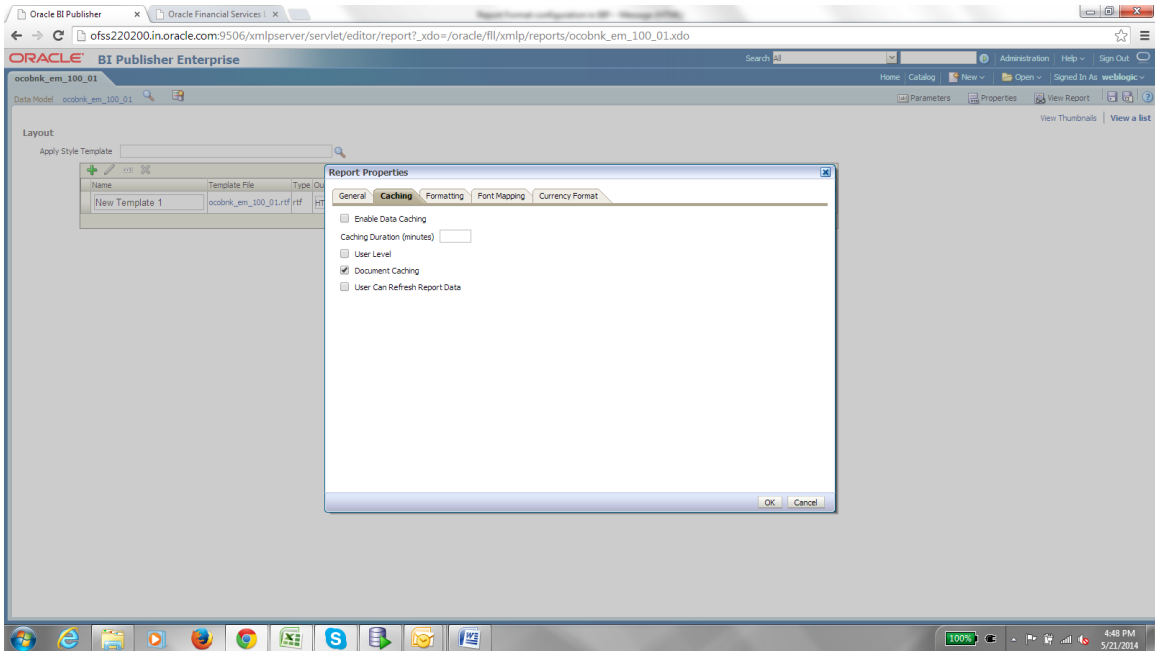 Oracle BI Publisher
Oracle Financial Services L
ofss220200.in.oracle.com:9506/xmlpserver/servlet/editor/report?_xdo=/oracle/fll/xmlp/reports/ocobnk_em_100_01.xdo
ORACLE BI Publisher Enterprise
Search All
Administration Help Sign Out
ocobnk_em_100_01
Home Catalog New Open Signed In As weblogic
Data Model ocobnk_em_100_01
Parameters Properties View Report
View Thumbnails View a list
Layout
Apply Style Template
Name Template File Type Ou
New Template 1 ocobnk_em_100_01.rtf rtf HT
Report Properties
General Caching Formatting Font Mapping Currency Format
Enable Data Caching
Caching Duration (minutes)
User Level
Document Caching
User Can Refresh Report Data
OK Cancel
100%
4:48 PM
5/21/2014